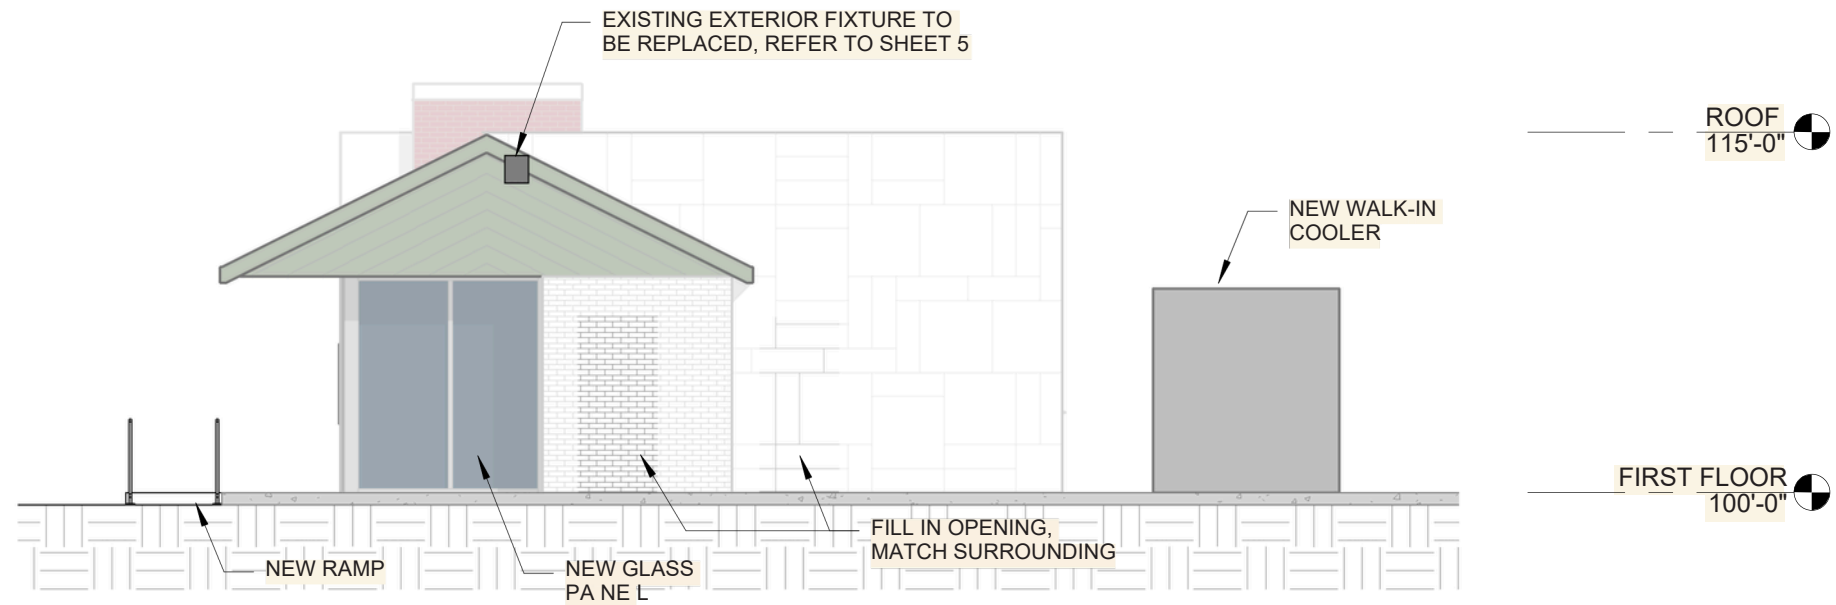 EXISTING EXTERIOR FIXTURE TO
BE REPLACED, REFER TO SHEET 5
ROOF
115'-0"
NEW WALK-IN
COOLER
FIRST FLOOR
100'-0"
FILL IN OPENING,
MATCH SURROUNDING
NEW RAMP
NEW GLASS
PA NE L